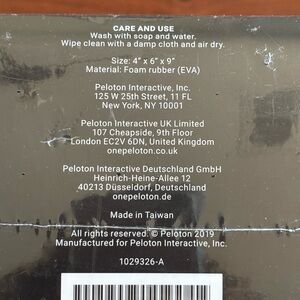 CARE AND USE
Wash with soap and water.
Wipe clean with a damp cloth and air dry.
Size: 4" x 6" x 9"
Material: Foam rubber (EVA)
Peloton Interactive, Inc.
125 W 25th Street, 11 FL
New York, NY 10001
Peloton Interactive UK Limited
107 Cheapside, 9th Floor
London EC2V 6DN, United Kingdom
onepeloton.co.uk
Peloton Interactive Deutschland GmbH
Heinrich-Heine-Allee 12
40213 Düsseldorf, Deutschland
onepeloton.de
Made in Taiwan
All rights reserved. © Peloton 2019
Manufactured for Peloton Interactive, Inc.
1029326-A